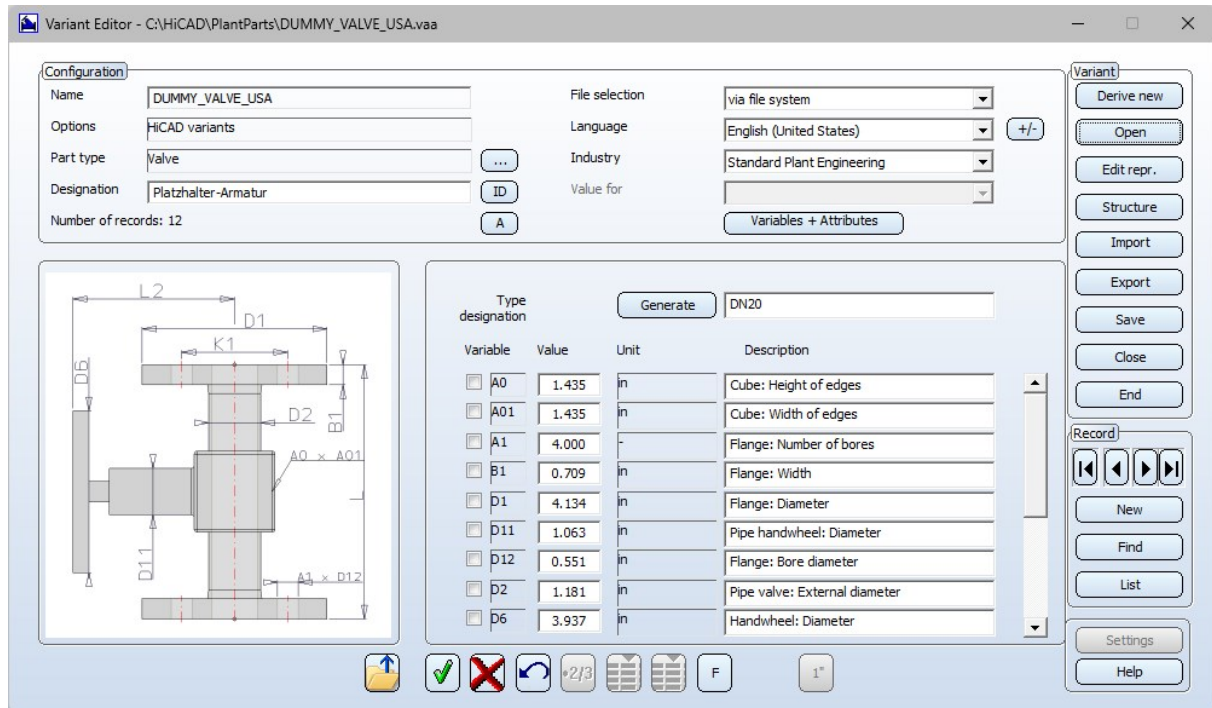 Variant Editor - C:\HiCAD\PlantParts\DUMMY_VALVE_USA.vaa
Configuration
Name DUMMY_VALVE_USA File selection via file system
Options HiCAD variants Language English (United States) +/-
Part type Valve ... Industry Standard Plant Engineering
Designation Platzhalter-Armatur ID Value for
Number of records: 12 A Variables + Attributes
Variant
Derive new
Open
Edit repr.
Structure
Import
Export
Save
Close
End
L2
D1
K1
D6
B1
D2
A0 x A01
L
D11
A1 x D12
Type
designation Generate DN20
Variable Value Unit Description
A0 1.435 in Cube: Height of edges
A01 1.435 in Cube: Width of edges
A1 4.000 - Flange: Number of bores
B1 0.709 in Flange: Width
D1 4.134 in Flange: Diameter
D11 1.063 in Pipe handwheel: Diameter
D12 0.551 in Flange: Bore diameter
D2 1.181 in Pipe valve: External diameter
D6 3.937 in Handwheel: Diameter
Record
New
Find
List
Settings
Help
•2/3 F 1"